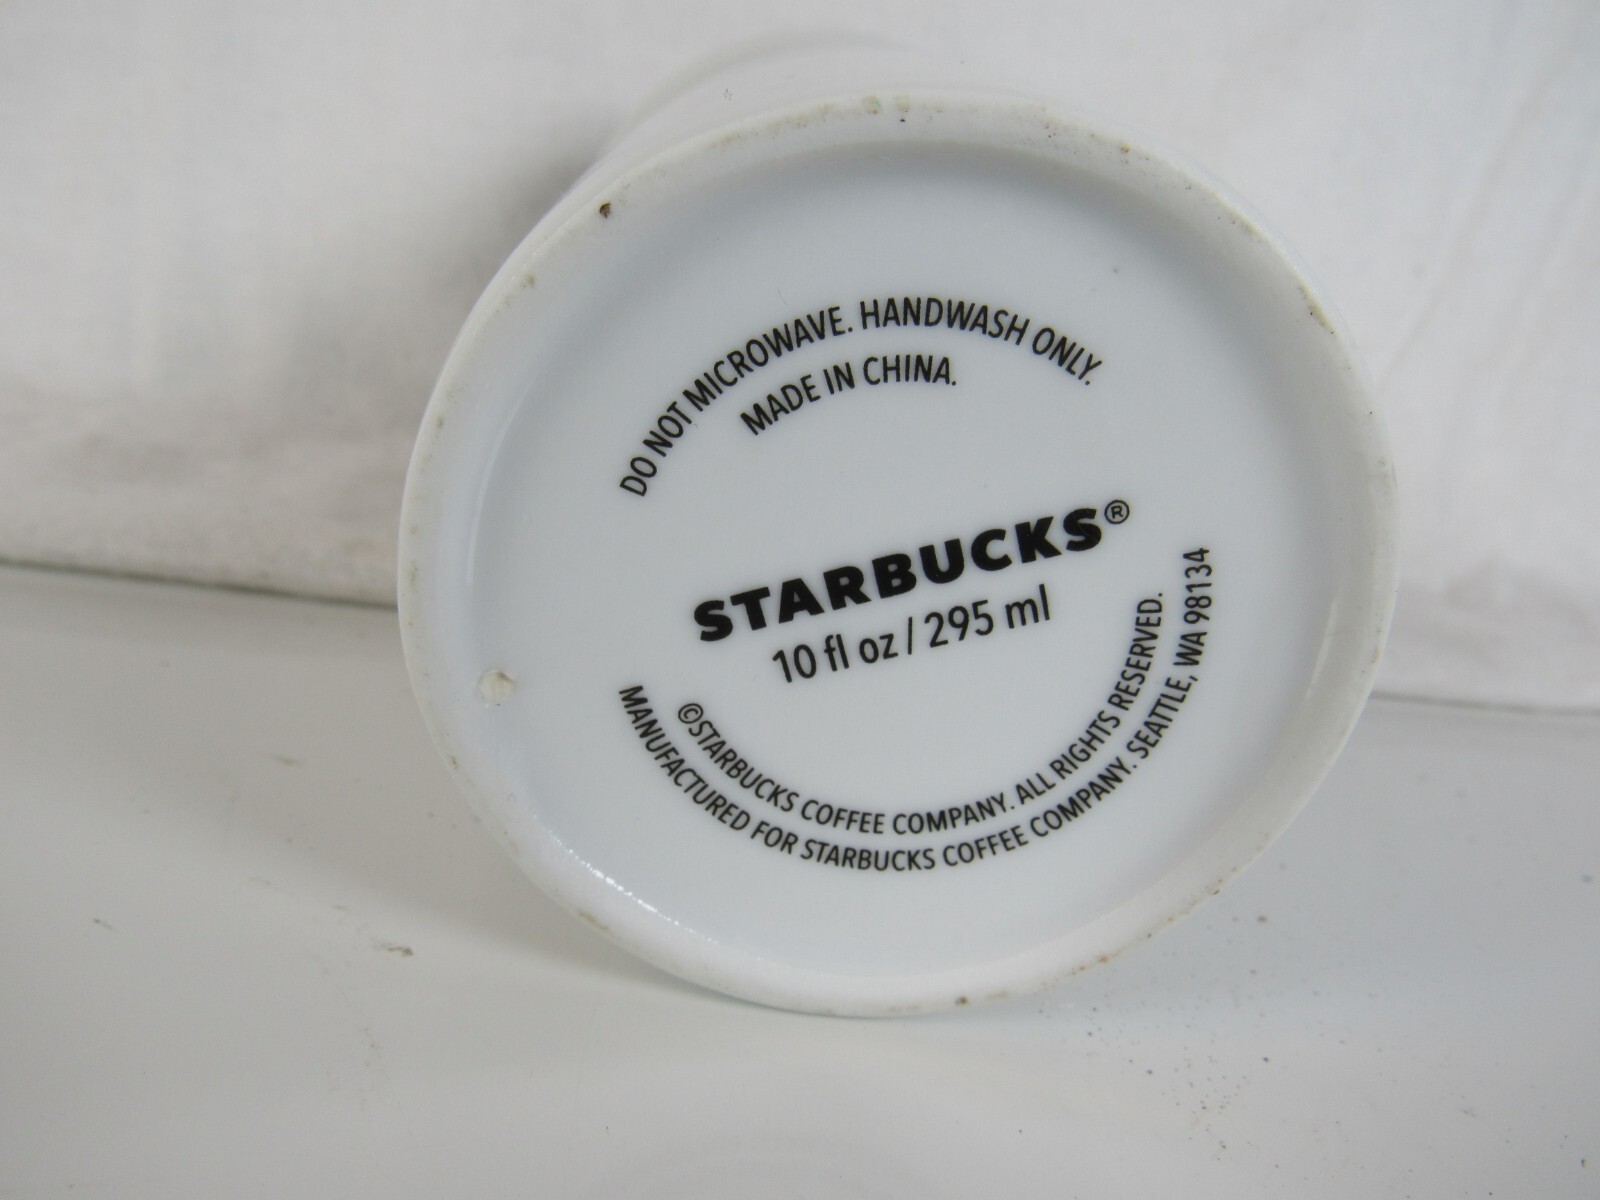 DO NOT MICROWAVE. HANDWASH ONLY.
MADE IN CHINA.
STARBUCKS®
10 fl oz / 295 ml
©STARBUCKS COFFEE COMPANY. ALL RIGHTS RESERVED.
MANUFACTURED FOR STARBUCKS COFFEE COMPANY. SEATTLE, WA 98134